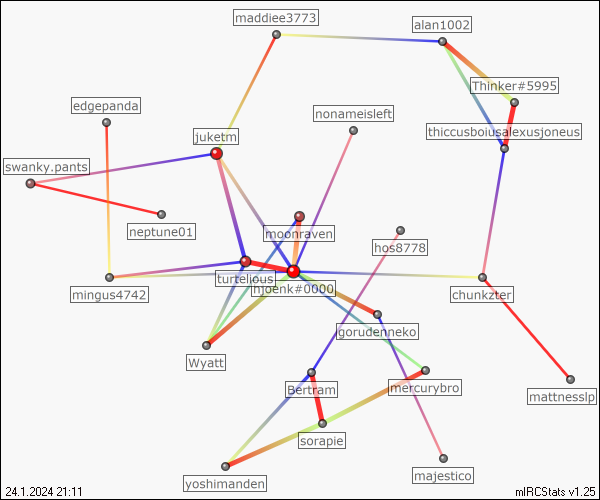 maddiee3773
alan1002
Thinker#5995
edgepanda
nonameisleft
thiccusboiusalexusjoneus
juketm
swanky.pants
neptune01
moonraven
hos8778
turtelious
hjoenk#0000
mingus4742
chunkzter
gorudenneko
Wyatt
Bertram
mercurybro
mattnesslp
sorapie
yoshimanden
majestico
24.1.2024 21:11
mIRCStats v1.25